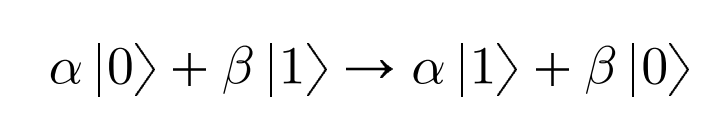 α|0⟩ + β|1⟩ → α|1⟩ + β|0⟩